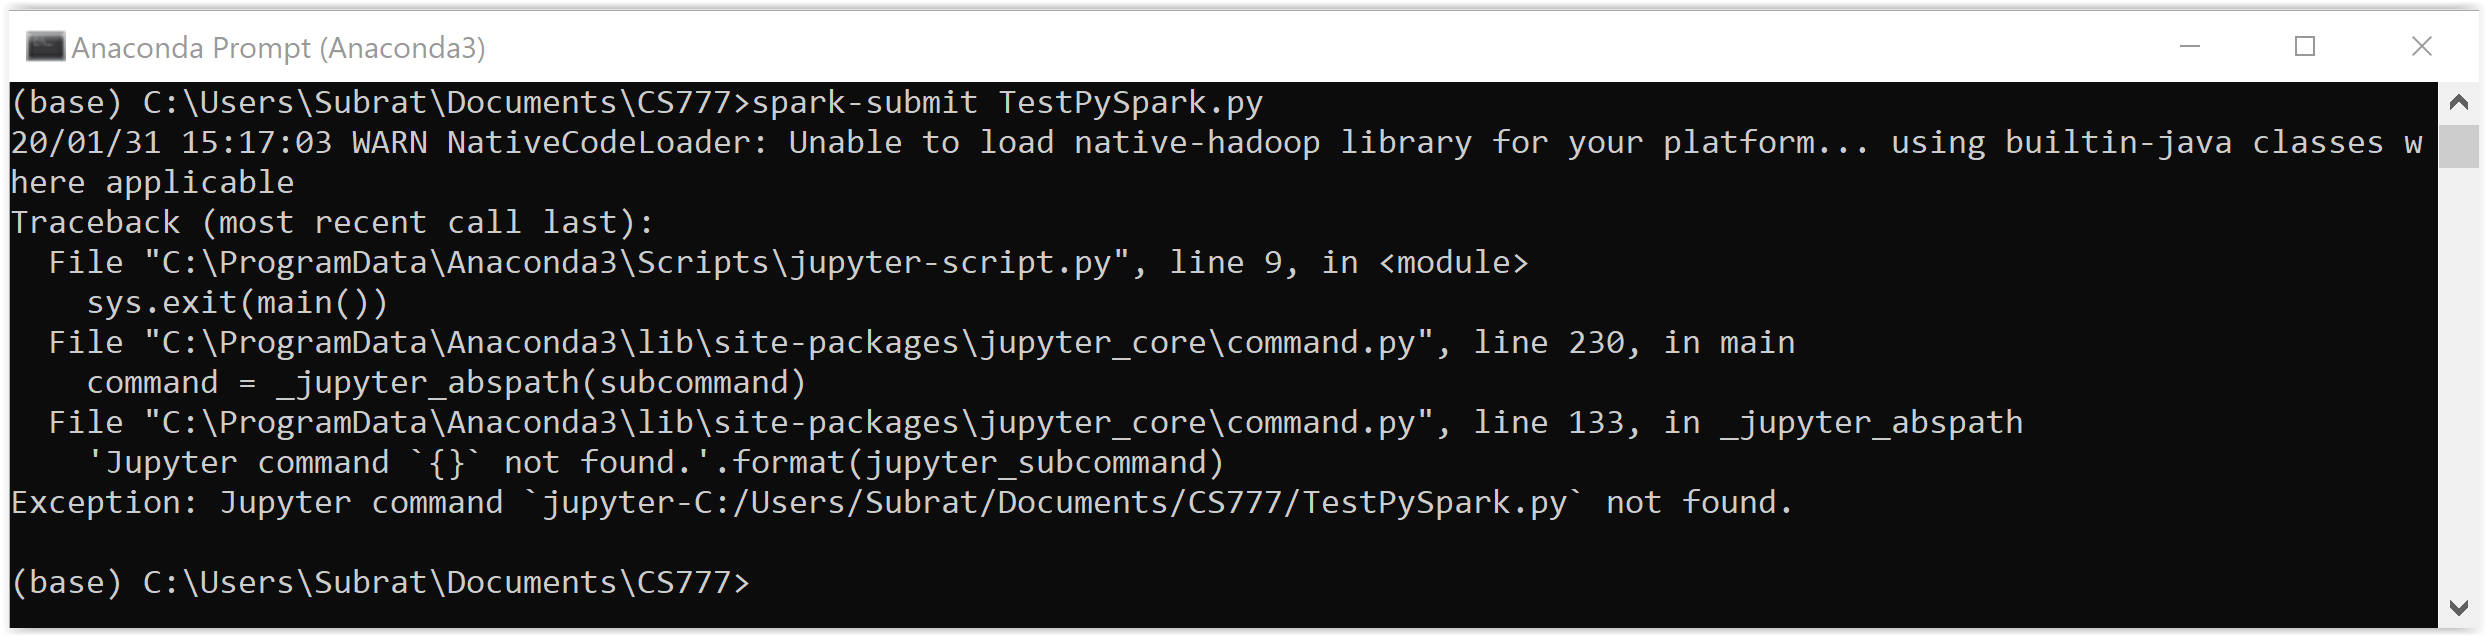 Anaconda Prompt (Anaconda3)
(base) C:\Users\Subrat\Documents\CS777>spark-submit TestPySpark.py
20/01/31 15:17:03 WARN NativeCodeLoader: Unable to load native-hadoop library for your platform... using builtin-java classes w
here applicable
Traceback (most recent call last):
  File "C:\ProgramData\Anaconda3\Scripts\jupyter-script.py", line 9, in <module>
    sys.exit(main())
  File "C:\ProgramData\Anaconda3\lib\site-packages\jupyter_core\command.py", line 230, in main
    command = _jupyter_abspath(subcommand)
  File "C:\ProgramData\Anaconda3\lib\site-packages\jupyter_core\command.py", line 133, in _jupyter_abspath
    'Jupyter command `{}` not found.'.format(jupyter_subcommand)
Exception: Jupyter command `jupyter-C:/Users/Subrat/Documents/CS777/TestPySpark.py` not found.
(base) C:\Users\Subrat\Documents\CS777>